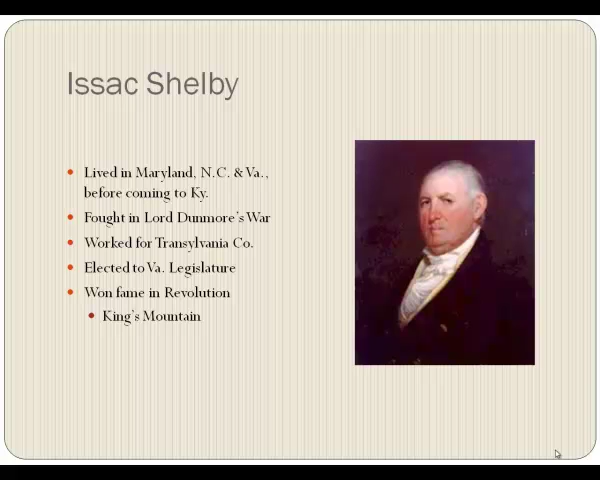 Issac Shelby
Lived in Maryland, N.C. & Va.,
before coming to Ky.
Fought in Lord Dunmore's War
Worked for Transylvania Co.
Elected to Va. Legislature
Won fame in Revolution
King's Mountain